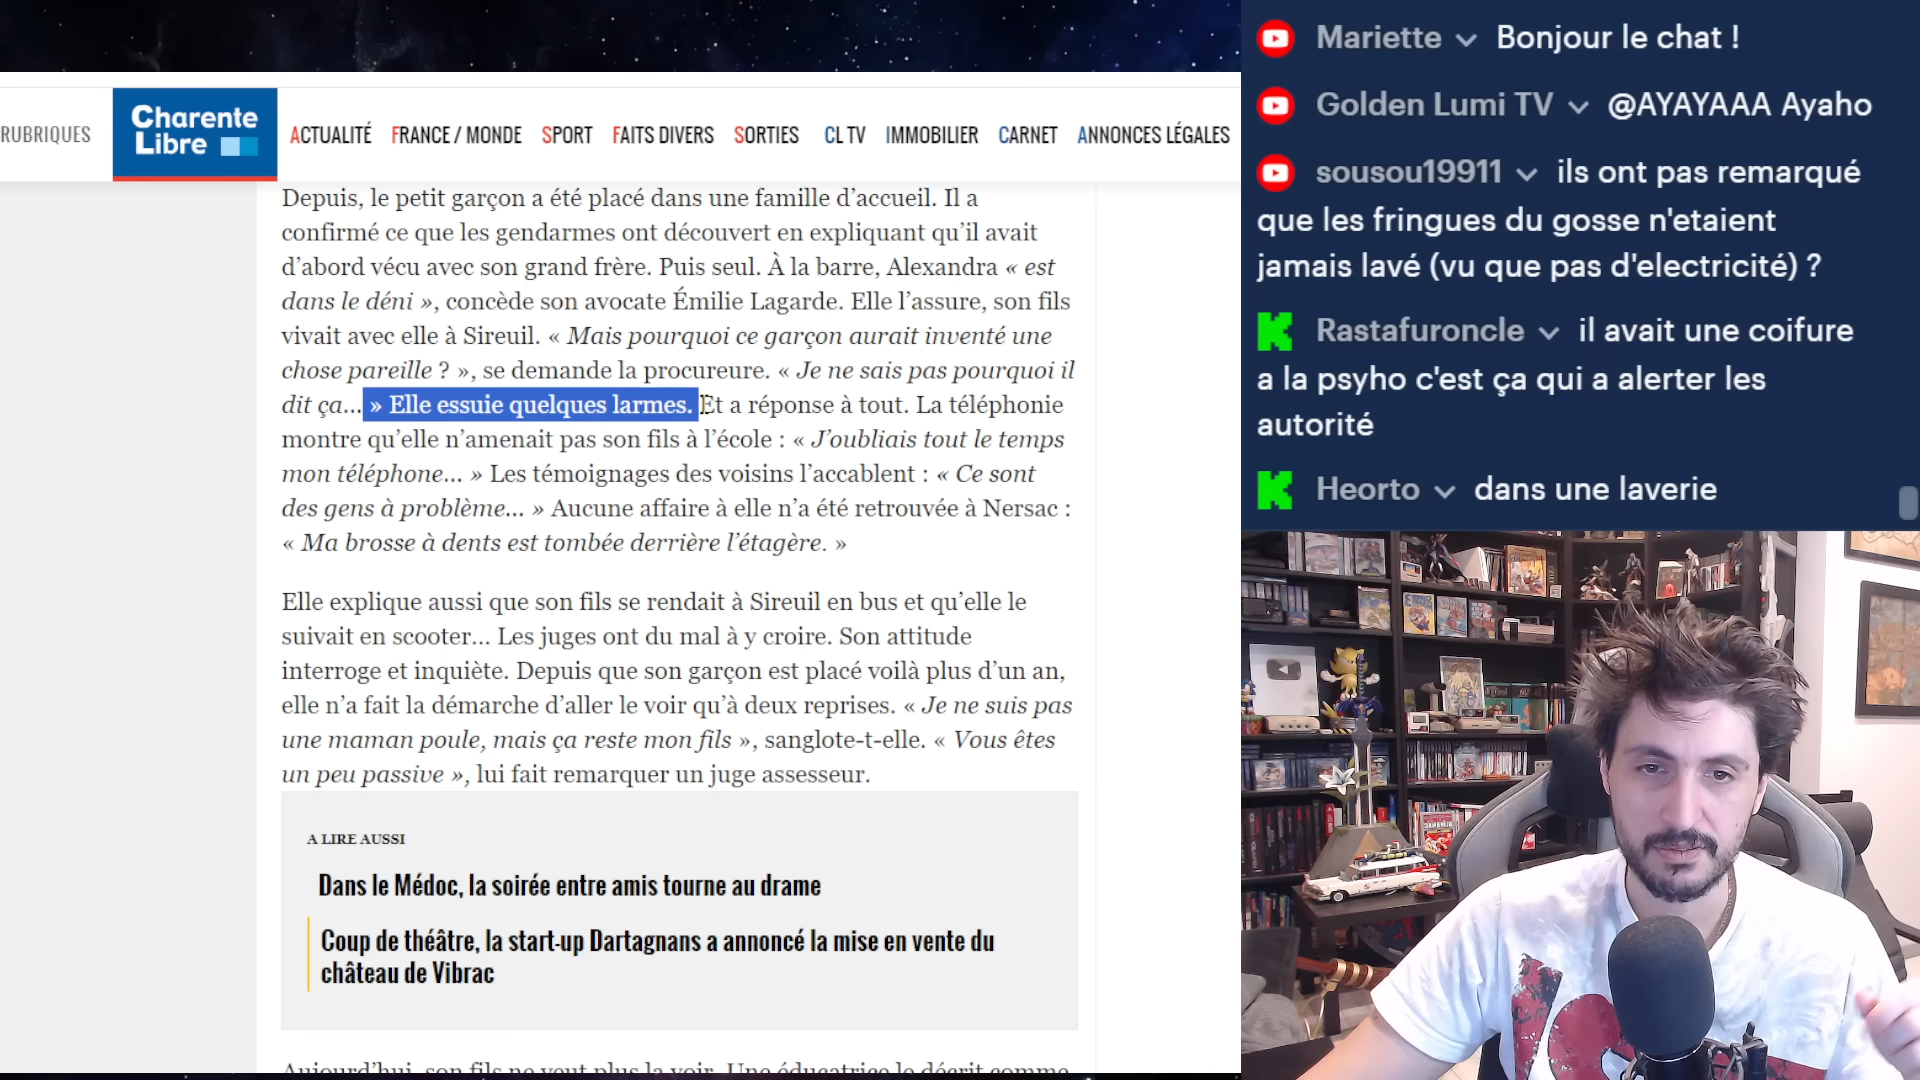 RUBRIQUES
Charente
Libre
ACTUALITÉ FRANCE / MONDE SPORT FAITS DIVERS SORTIES CL TV IMMOBILIER CARNET ANNONCES LÉGALES
Depuis, le petit garçon a été placé dans une famille d’accueil. Il a
confirmé ce que les gendarmes ont découvert en expliquant qu’il avait
d’abord vécu avec son grand frère. Puis seul. À la barre, Alexandra « est
dans le déni », concède son avocate Émilie Lagarde. Elle l’assure, son fils
vivait avec elle à Sireuil. « Mais pourquoi ce garçon aurait inventé une
chose pareille ? », se demande la procureure. « Je ne sais pas pourquoi il
dit ça… » Elle essuie quelques larmes. Et a réponse à tout. La téléphonie
montre qu’elle n’amenait pas son fils à l’école : « J’oubliais tout le temps
mon téléphone… » Les témoignages des voisins l’accablent : « Ce sont
des gens à problème… » Aucune affaire à elle n’a été retrouvée à Nersac :
« Ma brosse à dents est tombée derrière l’étagère. »
Elle explique aussi que son fils se rendait à Sireuil en bus et qu’elle le
suivait en scooter… Les juges ont du mal à y croire. Son attitude
interroge et inquiète. Depuis que son garçon est placé voilà plus d’un an,
elle n’a fait la démarche d’aller le voir qu’à deux reprises. « Je ne suis pas
une maman poule, mais ça reste mon fils », sanglote-t-elle. « Vous êtes
un peu passive », lui fait remarquer un juge assesseur.
A LIRE AUSSI
Dans le Médoc, la soirée entre amis tourne au drame
Coup de théâtre, la start-up Dartagnans a annoncé la mise en vente du
château de Vibrac
Aujourd’hui, son fils ne veut plus la voir. Une éducatrice le décrit comme
Mariette Bonjour le chat !
Golden Lumi TV @AYAYAAA Ayaho
sousou19911 ils ont pas remarqué
que les fringues du gosse n'etaient
jamais lavé (vu que pas d'electricité) ?
Rastafuroncle il avait une coifure
a la psyho c'est ça qui a alerter les
autorité
Heorto dans une laverie